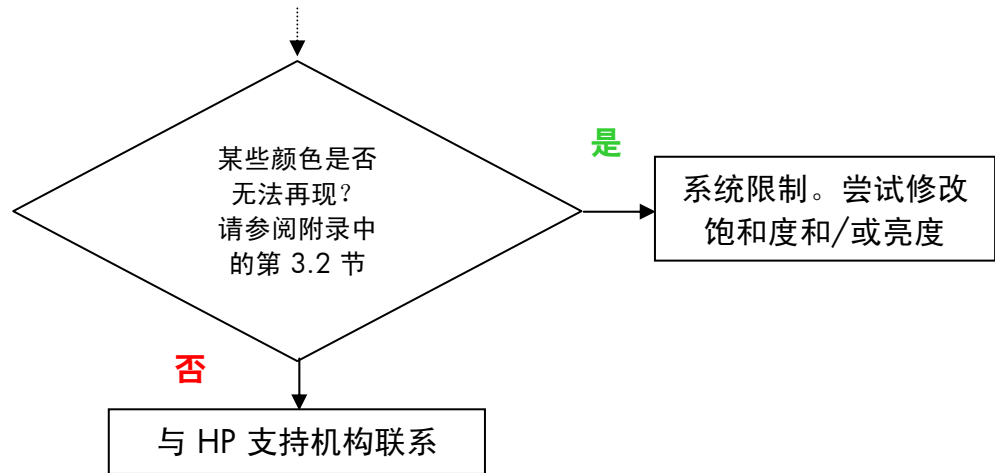 某些颜色是否
无法再现？
请参阅附录中
的第 3.2 节
是
系统限制。尝试修改
饱和度和/或亮度
否
与 HP 支持机构联系